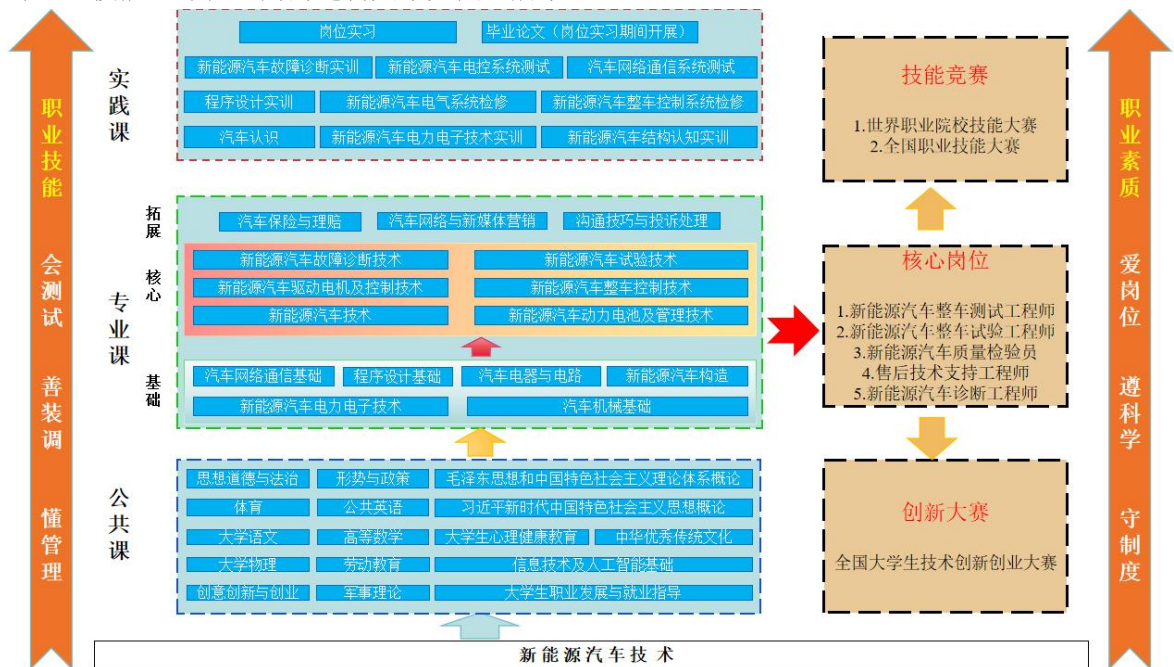 职业技能
会测试
善装调
懂管理
实践课
岗位实习
毕业论文（岗位实习期间开展）
新能源汽车故障诊断实训
新能源汽车电控系统测试
汽车网络通信系统测试
程序设计实训
新能源汽车电气系统检修
新能源汽车整车控制系统检修
汽车认识
新能源汽车电力电子技术实训
新能源汽车结构认知实训
专业课
拓展
汽车保险与理赔
汽车网络与新媒体营销
沟通技巧与投诉处理
核心
新能源汽车故障诊断技术
新能源汽车试验技术
新能源汽车驱动电机及控制技术
新能源汽车整车控制技术
新能源汽车技术
新能源汽车动力电池及管理技术
基础
汽车网络通信基础
程序设计基础
汽车电器与电路
新能源汽车构造
新能源汽车电力电子技术
汽车机械基础
公共课
思想道德与法治
形势与政策
毛泽东思想和中国特色社会主义理论体系概论
体育
公共英语
习近平新时代中国特色社会主义思想概论
大学语文
高等数学
大学生心理健康教育
中华优秀传统文化
大学物理
劳动教育
信息技术及人工智能基础
创意创新与创业
军事理论
大学生职业发展与就业指导
新能源汽车技术
技能竞赛
1.世界职业院校技能大赛
2.全国职业技能大赛
核心岗位
1.新能源汽车整车测试工程师
2.新能源汽车整车试验工程师
3.新能源汽车质量检验员
4.售后技术支持工程师
5.新能源汽车诊断工程师
创新大赛
全国大学生技术创新创业大赛
职业素质
爱岗位
遵科学
守制度